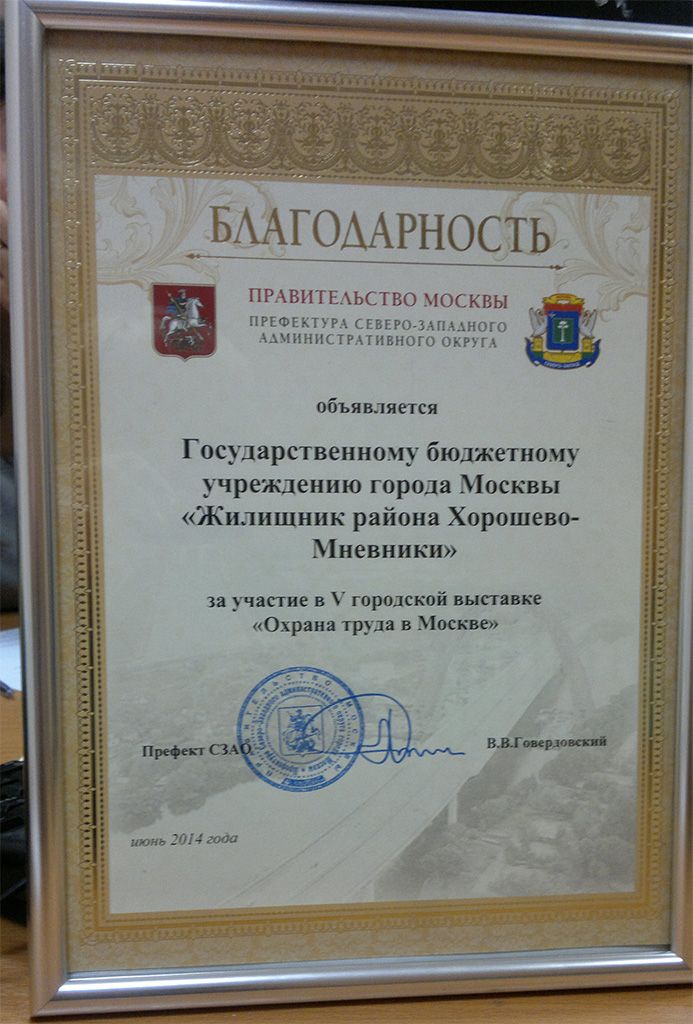 БЛАГОДАРНОСТЬ
ПРАВИТЕЛЬСТВО МОСКВЫ
ПРЕФЕКТУРА СЕВЕРО-ЗАПАДНОГО
АДМИНИСТРАТИВНОГО ОКРУГА
объявляется
Государственному бюджетному
учреждению города Москвы
«Жилищник района Хорошево-
Мневники»
за участие в V городской выставке
«Охрана труда в Москве»
Префект СЗАО
В.В.Говердовский
июнь 2014 года